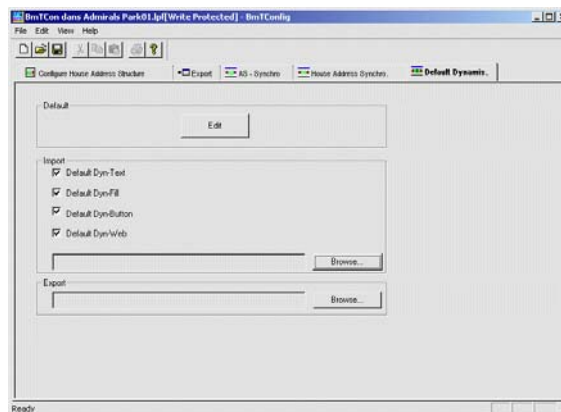 BmTCon dans Admirals Park01.lpf[Write Protected] - BmTConfig
File Edit View Help
Configure House Address Structure Export AS - Synchro House Address Synchro. Default Dynamis.
Default
Edit
Import
Default Dyn-Text
Default Dyn-Fill
Default Dyn-Button
Default Dyn-Web
Browse...
Export
Browse...
Ready